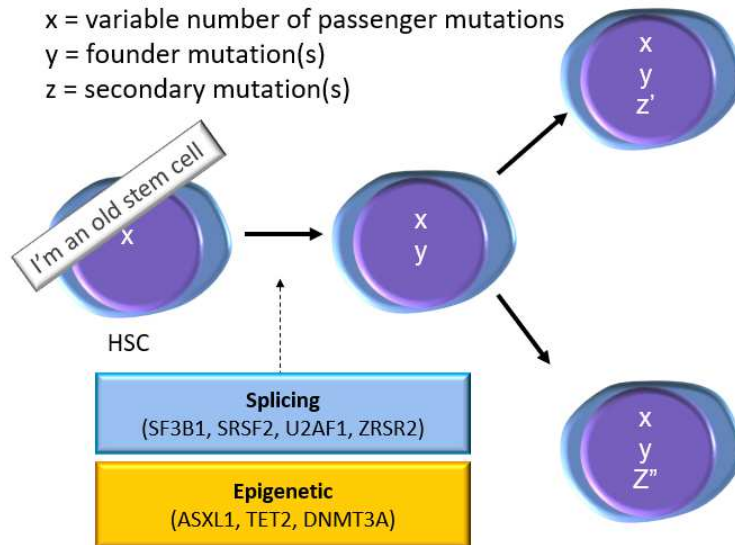 x = variable number of passenger mutations
y = founder mutation(s)
z = secondary mutation(s)
x
y
z'
I'm an old stem cell
x
x
y
HSC
Splicing
(SF3B1, SRSF2, U2AF1, ZRSR2)
Epigenetic
(ASXL1, TET2, DNMT3A)
x
y
Z"